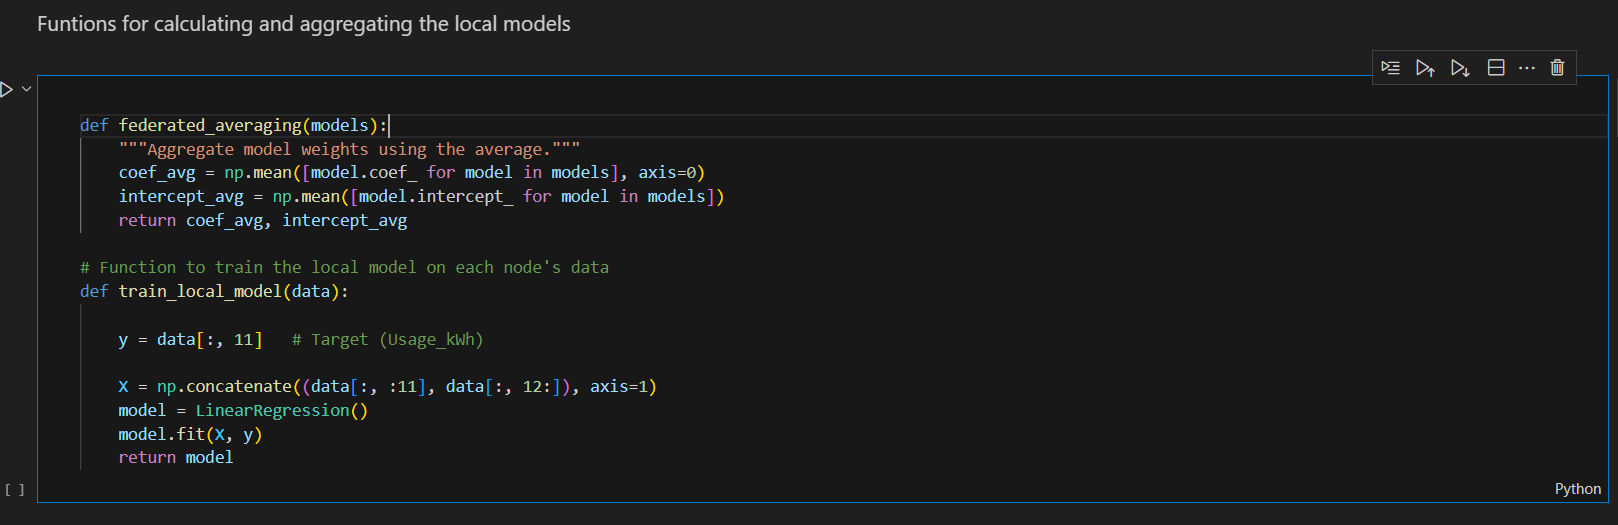 Funtions for calculating and aggregating the local models
def federated_averaging(models):
    """Aggregate model weights using the average."""
    coef_avg = np.mean([model.coef_ for model in models], axis=0)
    intercept_avg = np.mean([model.intercept_ for model in models])
    return coef_avg, intercept_avg
# Function to train the local model on each node's data
def train_local_model(data):
    y = data[:, 11]   # Target (Usage_kWh)
    X = np.concatenate((data[:, :11], data[:, 12:]), axis=1)
    model = LinearRegression()
    model.fit(X, y)
    return model
[ ]
Python